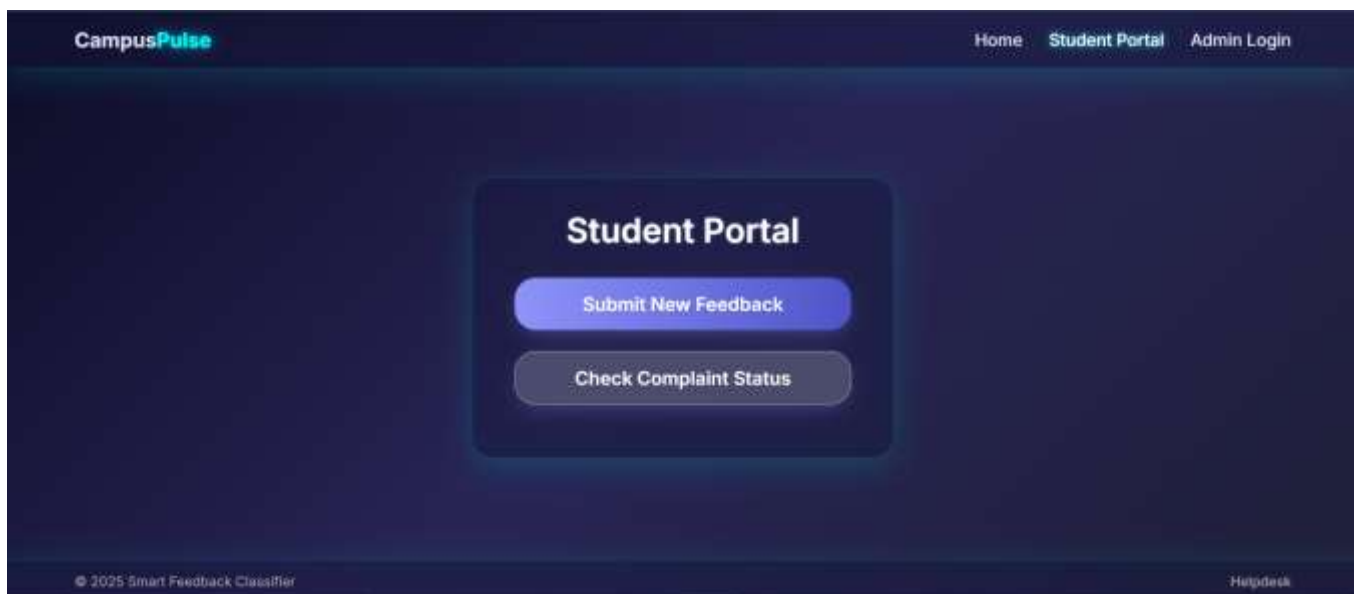 CampusPulse
Home Student Portal Admin Login
Student Portal
Submit New Feedback
Check Complaint Status
© 2025 Smart Feedback Classifier
Helpdesk